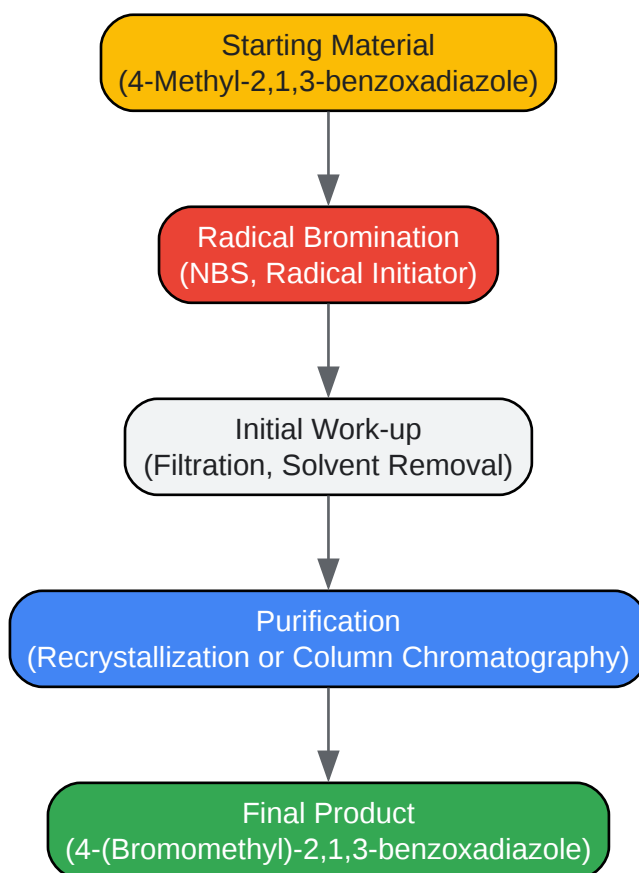 Starting Material
(4-Methyl-2,1,3-benzoxadiazole)
Radical Bromination
(NBS, Radical Initiator)
Initial Work-up
(Filtration, Solvent Removal)
Purification
(Recrystallization or Column Chromatography)
Final Product
(4-(Bromomethyl)-2,1,3-benzoxadiazole)